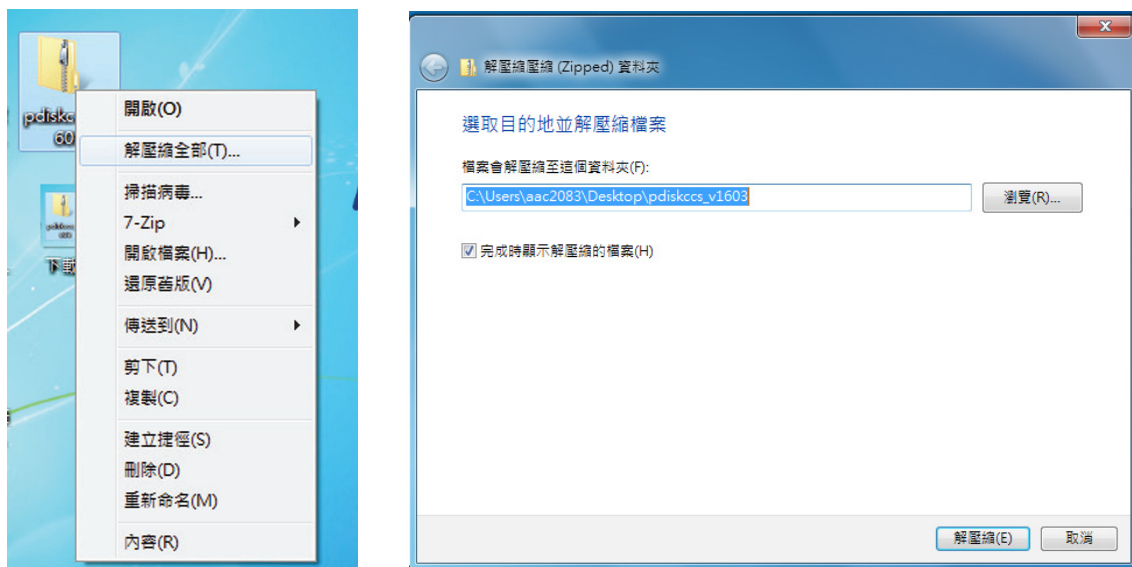 pdiskc
60
開啟(O)
解壓縮全部(T)...
掃描病毒...
7-Zip
開啟檔案(H)...
還原舊版(V)
傳送到(N)
剪下(T)
複製(C)
建立捷徑(S)
刪除(D)
重新命名(M)
內容(R)
下載
解壓縮壓縮 (Zipped) 資料夾
選取目的地並解壓縮檔案
檔案會解壓縮至這個資料夾(F):
C:\Users\aac2083\Desktop\pdiskccs_v1603
瀏覽(R)...
完成時顯示解壓縮的檔案(H)
解壓縮(E)
取消